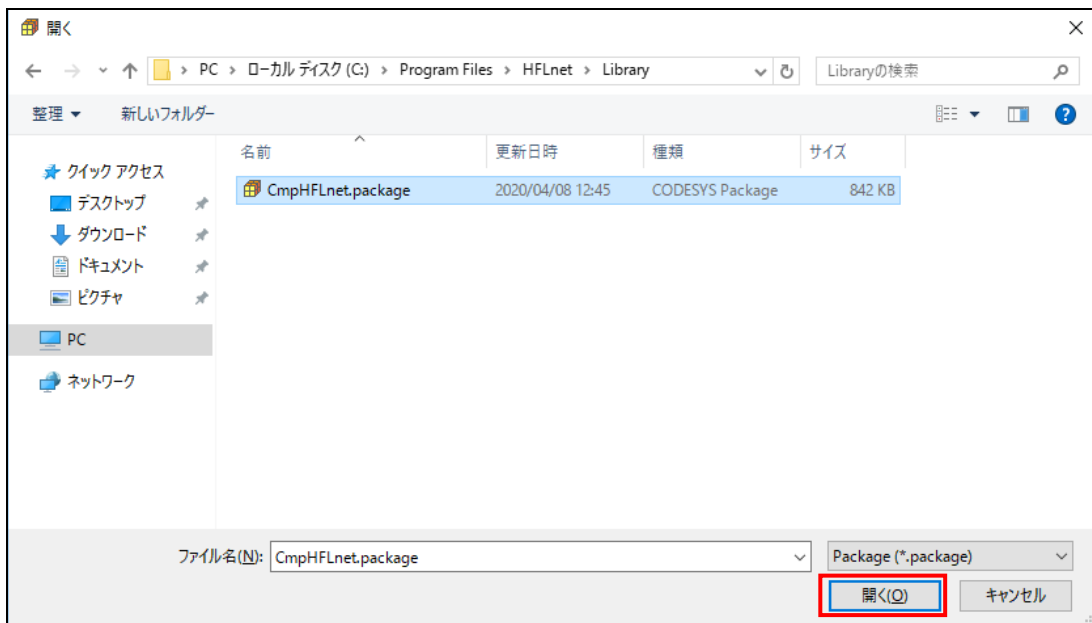 開く
PC › ローカル ディスク (C:) › Program Files › HFLnet › Library
Libraryの検索
整理
新しいフォルダー
名前 更新日時 種類 サイズ
クイック アクセス
CmpHFLnet.package 2020/04/08 12:45 CODESYS Package 842 KB
デスクトップ
ダウンロード
ドキュメント
ピクチャ
PC
ネットワーク
ファイル名(N): CmpHFLnet.package
Package (*.package)
開く(O) キャンセル